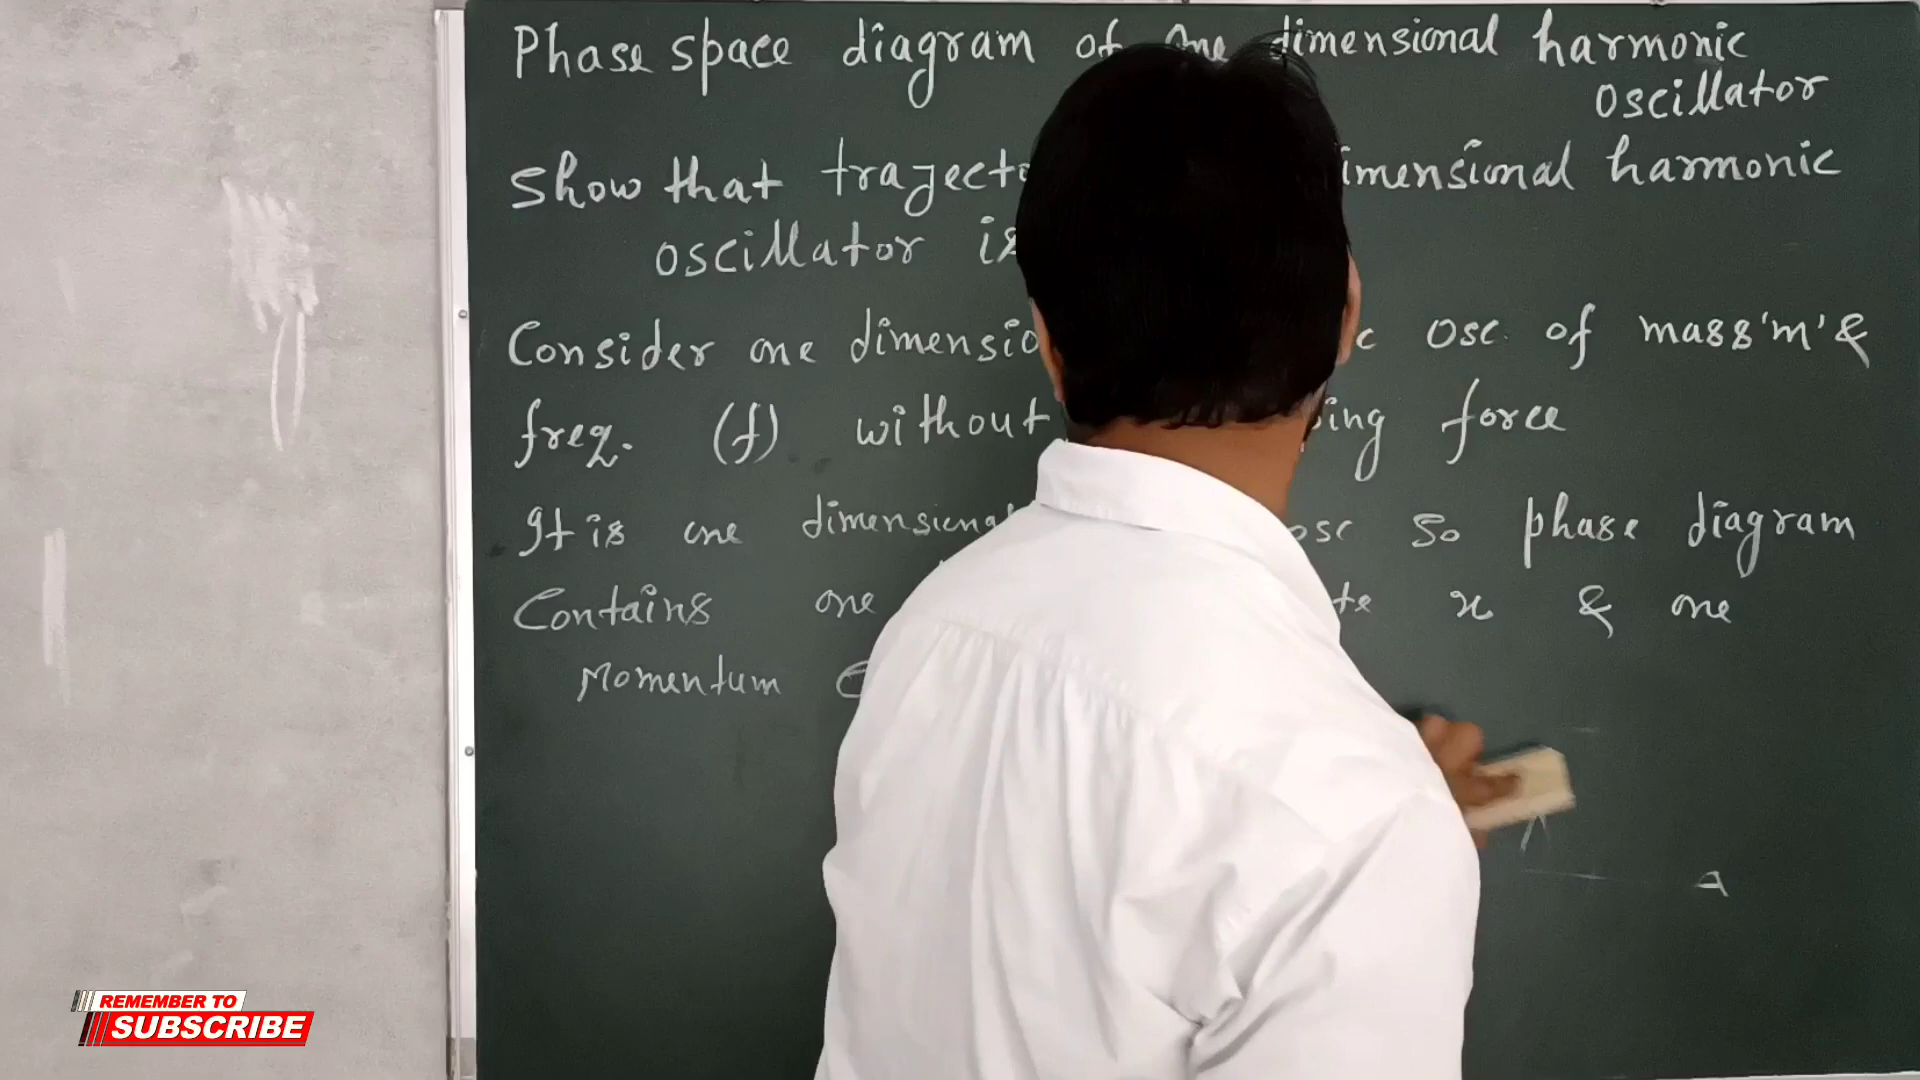 Phase space diagram of one dimensional harmonic
oscillator
Show that trajecto imensional harmonic
oscillator is
Consider one dimensio c osc. of mass 'm' &
freq. (f) without ing force
It is one dimensional osc so phase diagram
Contains one te x & one
Momentum
A
REMEMBER TO
SUBSCRIBE